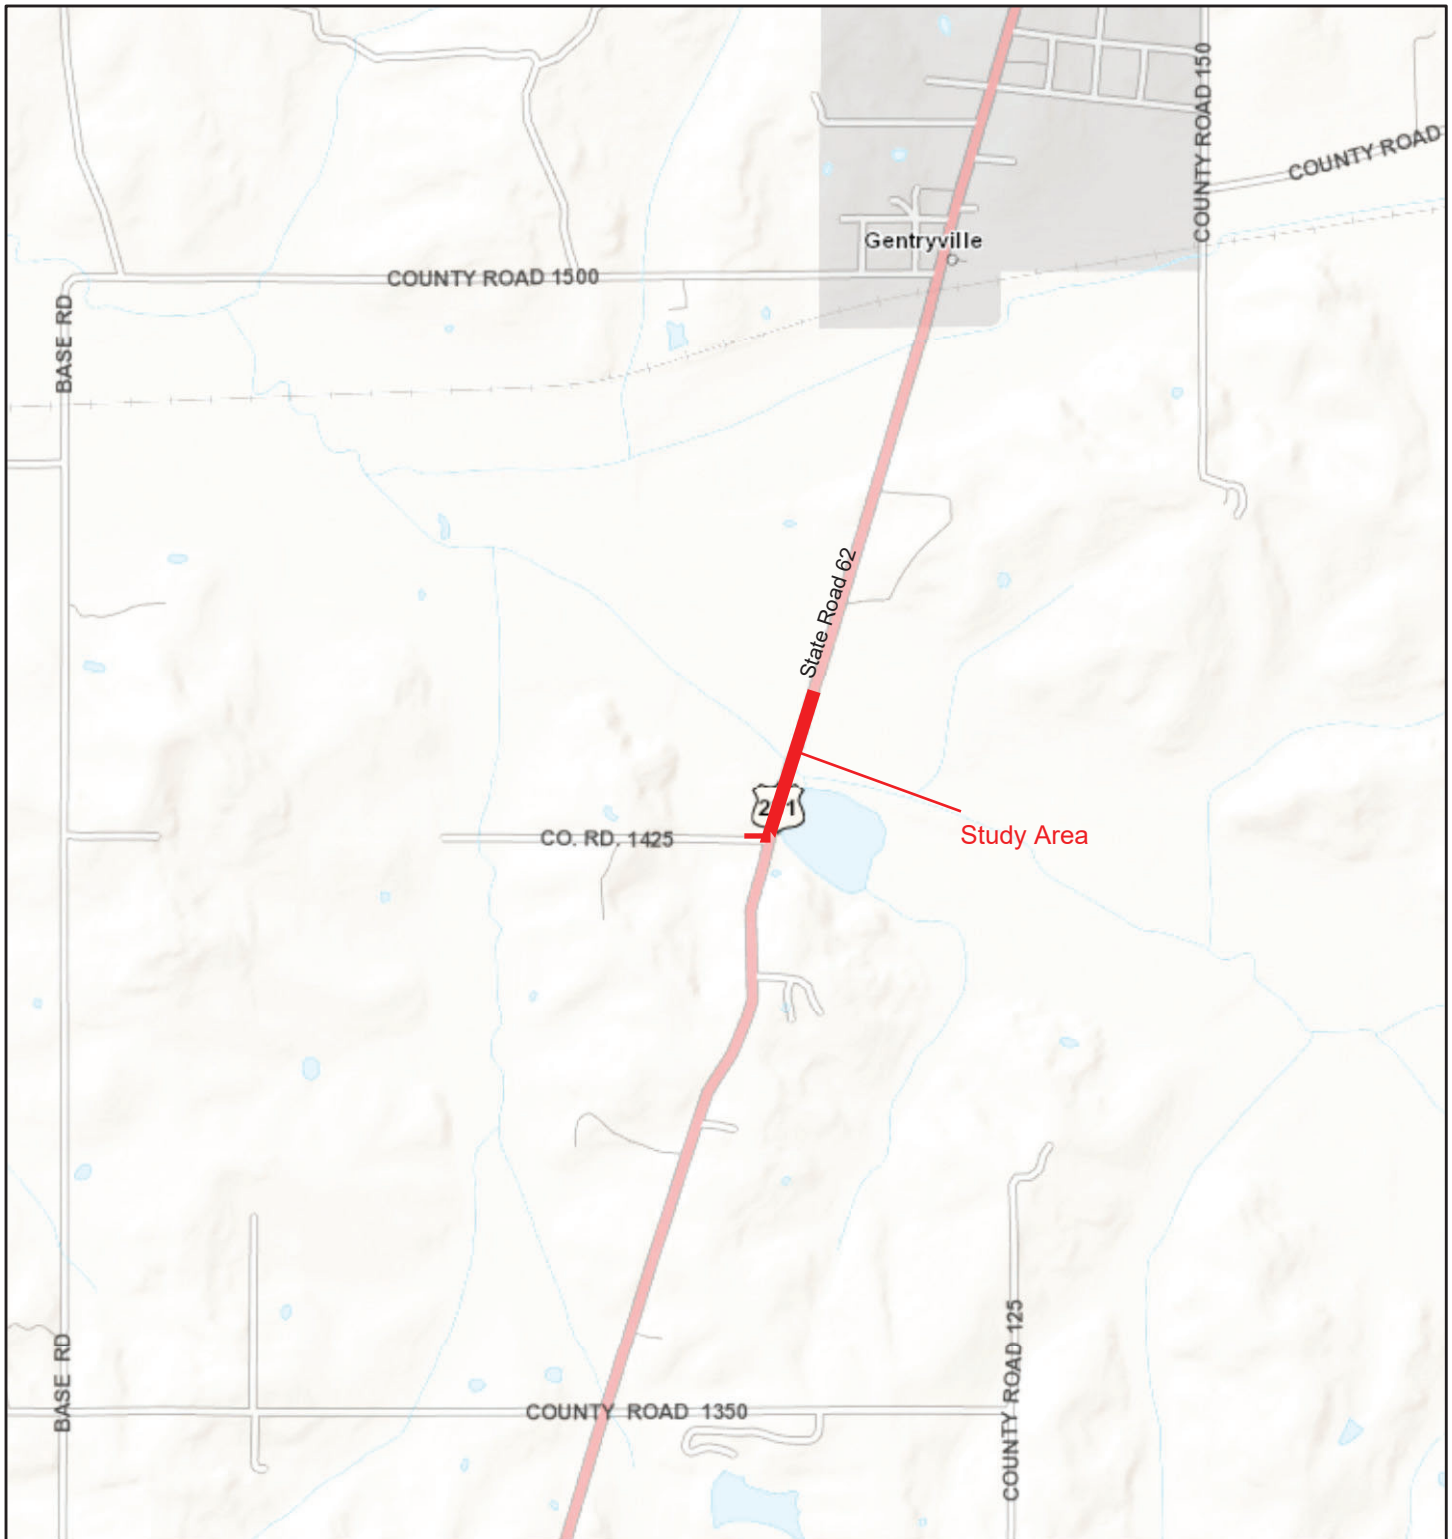 COUNTY ROAD 150
COUNTY ROAD
Gentryville
COUNTY ROAD 1500
BASE RD
State Road 62
CO. RD. 1425
Study Area
COUNTY ROAD 125
BASE RD
COUNTY ROAD 1350